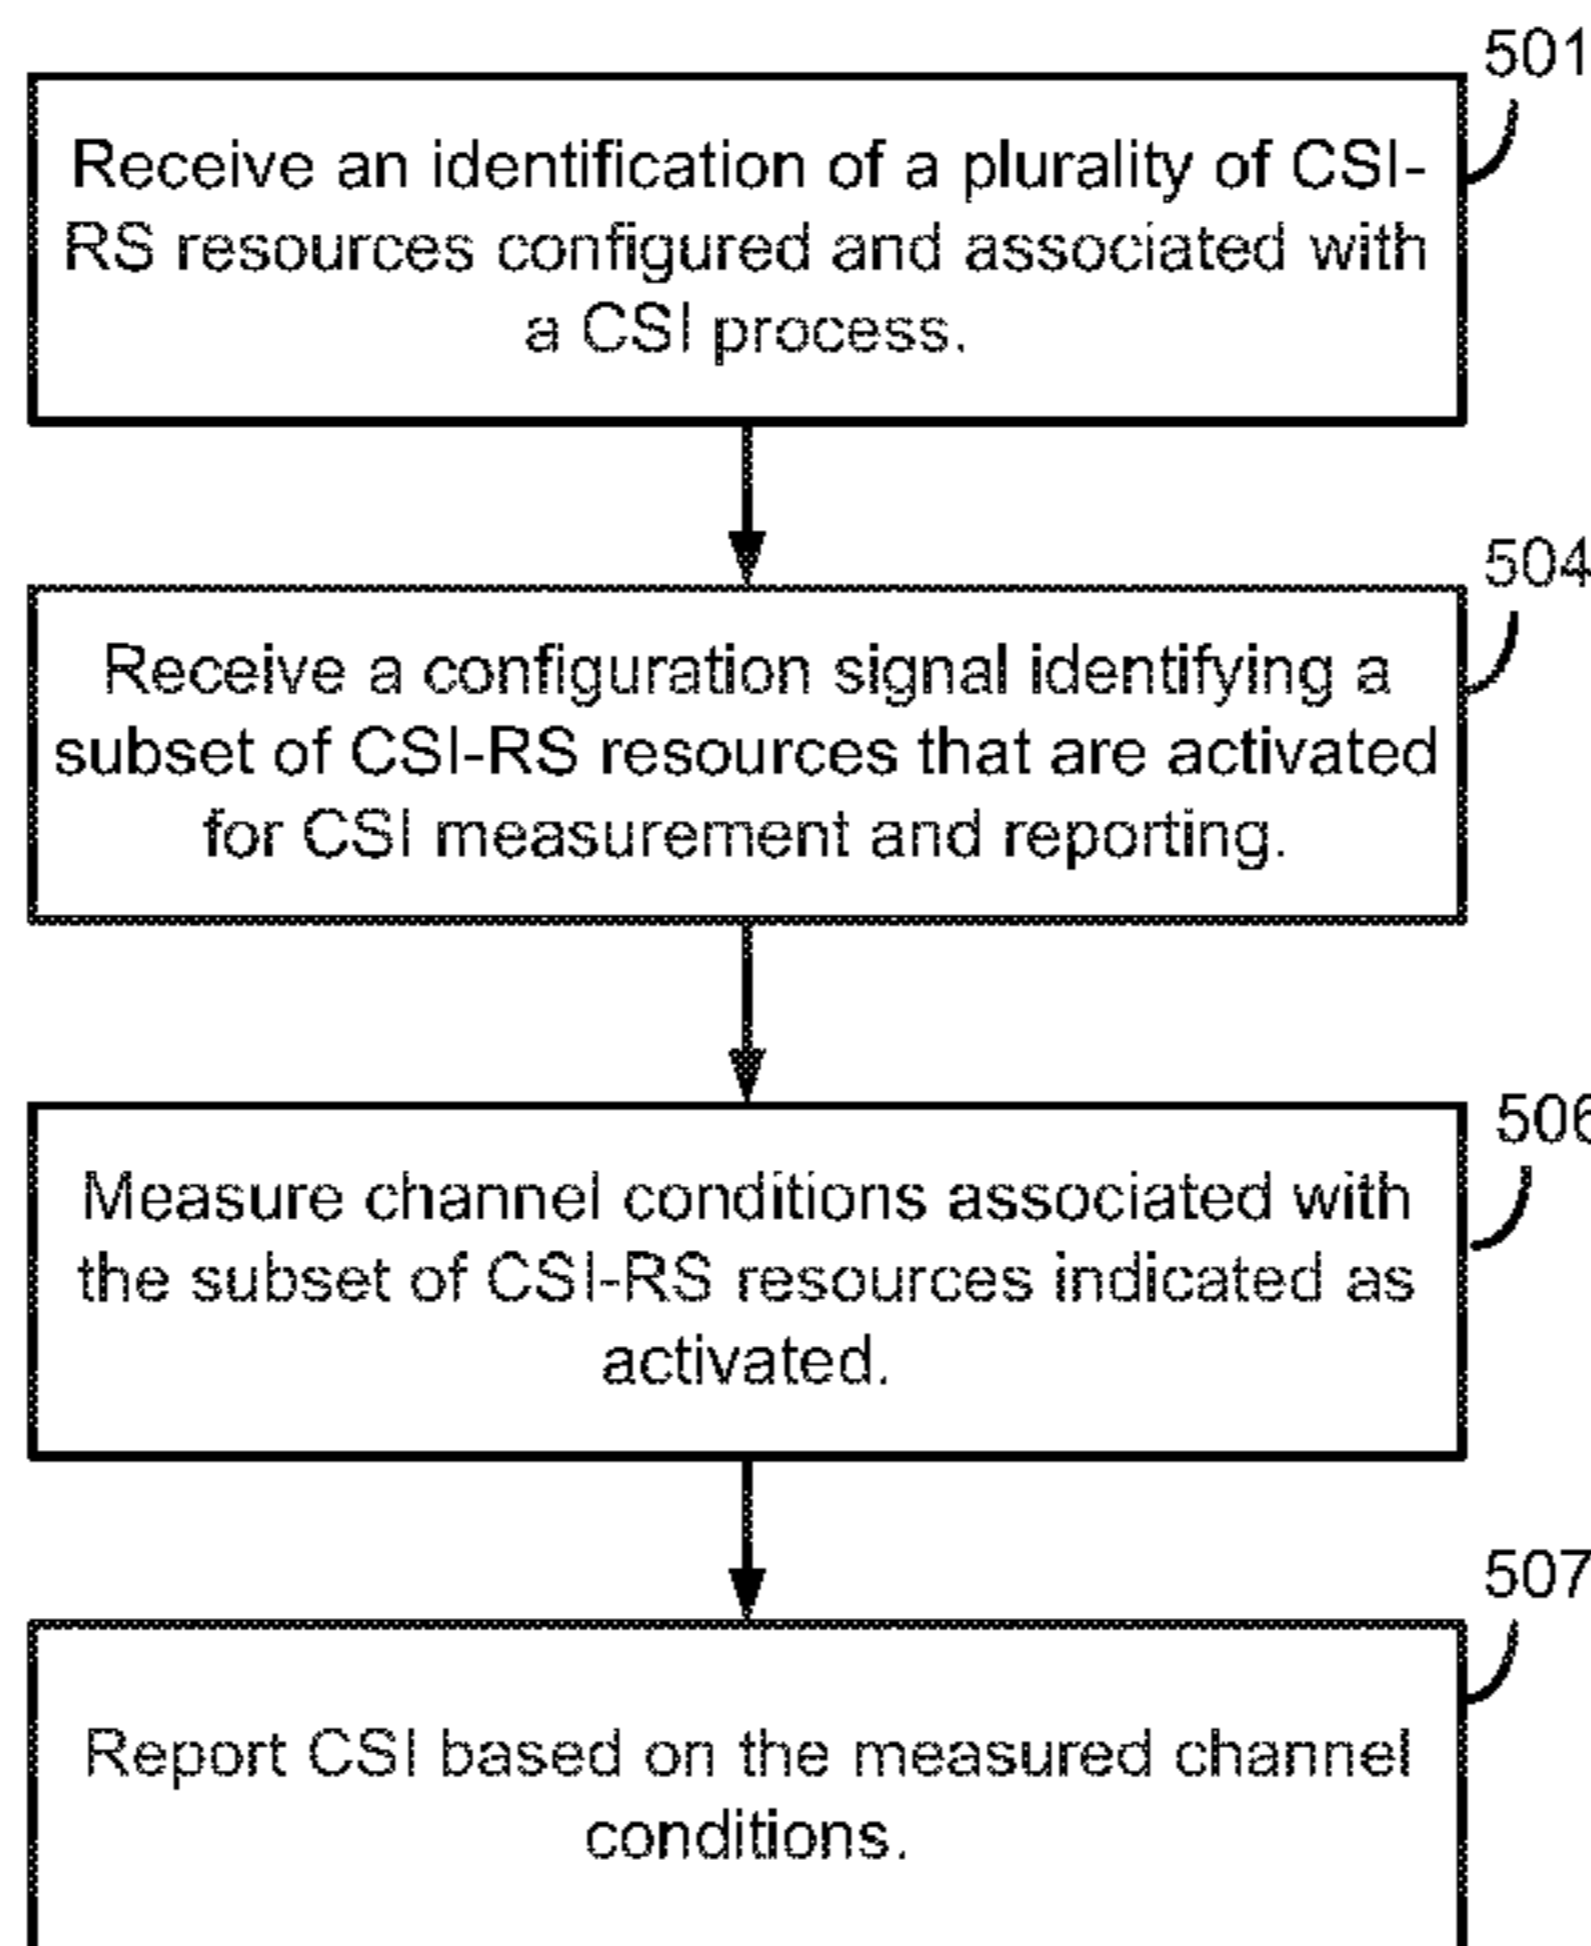 501
Receive an identification of a plurality of CSI-
RS resources configured and associated with
a CSI process.
504
Receive a configuration signal identifying a
subset of CSI-RS resources that are activated
for CSI measurement and reporting.
506
Measure channel conditions associated with
the subset of CSI-RS resources indicated as
activated.
507
Report CSI based on the measured channel
conditions.